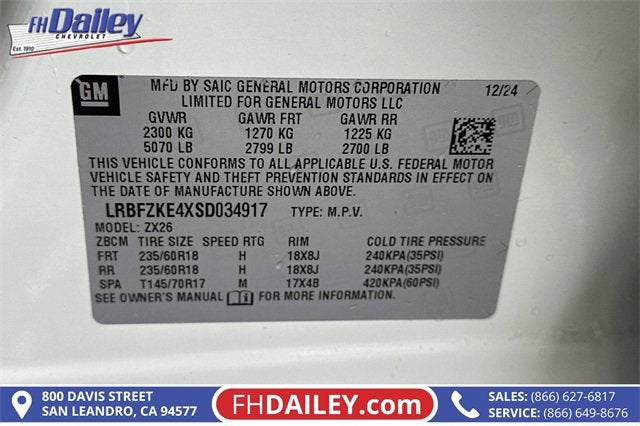 FHDailey
CHEVROLET
Est. 1910
GM
MFD BY SAIC GENERAL MOTORS CORPORATION 12/24
LIMITED FOR GENERAL MOTORS LLC
GVWR GAWR FRT GAWR RR
2300 KG 1270 KG 1225 KG
5070 LB 2799 LB 2700 LB
THIS VEHICLE CONFORMS TO ALL APPLICABLE U.S. FEDERAL MOTOR
VEHICLE SAFETY AND THEFT PREVENTION STANDARDS IN EFFECT ON
THE DATE OF MANUFACTURE SHOWN ABOVE.
LRBFZKE4XSD034917 TYPE: M.P.V.
MODEL: ZX26
ZBCM TIRE SIZE SPEED RTG RIM COLD TIRE PRESSURE
FRT 235/60R18 H 18X8J 240KPA(35PSI)
RR 235/60R18 H 18X8J 240KPA(35PSI)
SPA T145/70R17 M 17X4B 420KPA(60PSI)
SEE OWNER'S MANUAL FOR MORE INFORMATION
800 DAVIS STREET
SAN LEANDRO, CA 94577
FHDAILEY.com
SALES: (866) 627-6817
SERVICE: (866) 649-8676